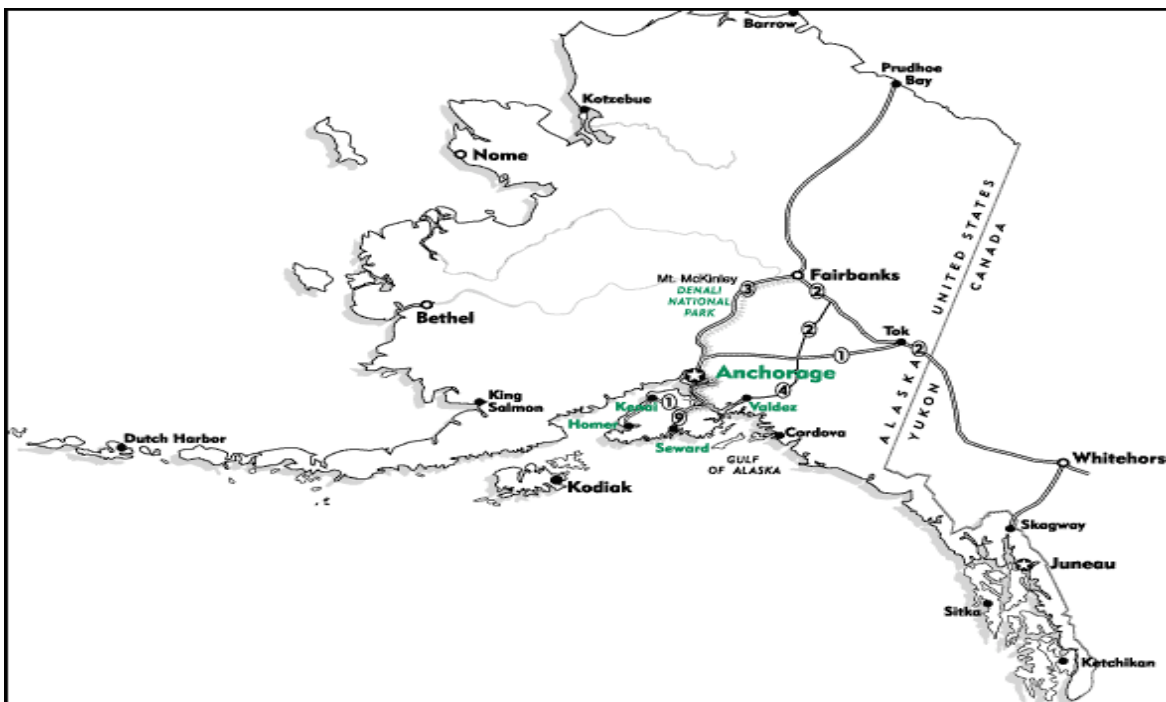 Barrow
Prudhoe
Bay
Kotzebue
Nome
UNITED STATES
CANADA
Mt. McKinley
DENALI
NATIONAL
PARK
3
Fairbanks
2
2
Bethel
Tok
2
1
Anchorage
ALASKA
YUKON
King
Salmon
Kenai
1
4
Valdez
Homer
9
Seward
Cordova
Dutch Harbor
GULF
OF ALASKA
Whitehors
Kodiak
Skagway
Juneau
Sitka
Ketchikan